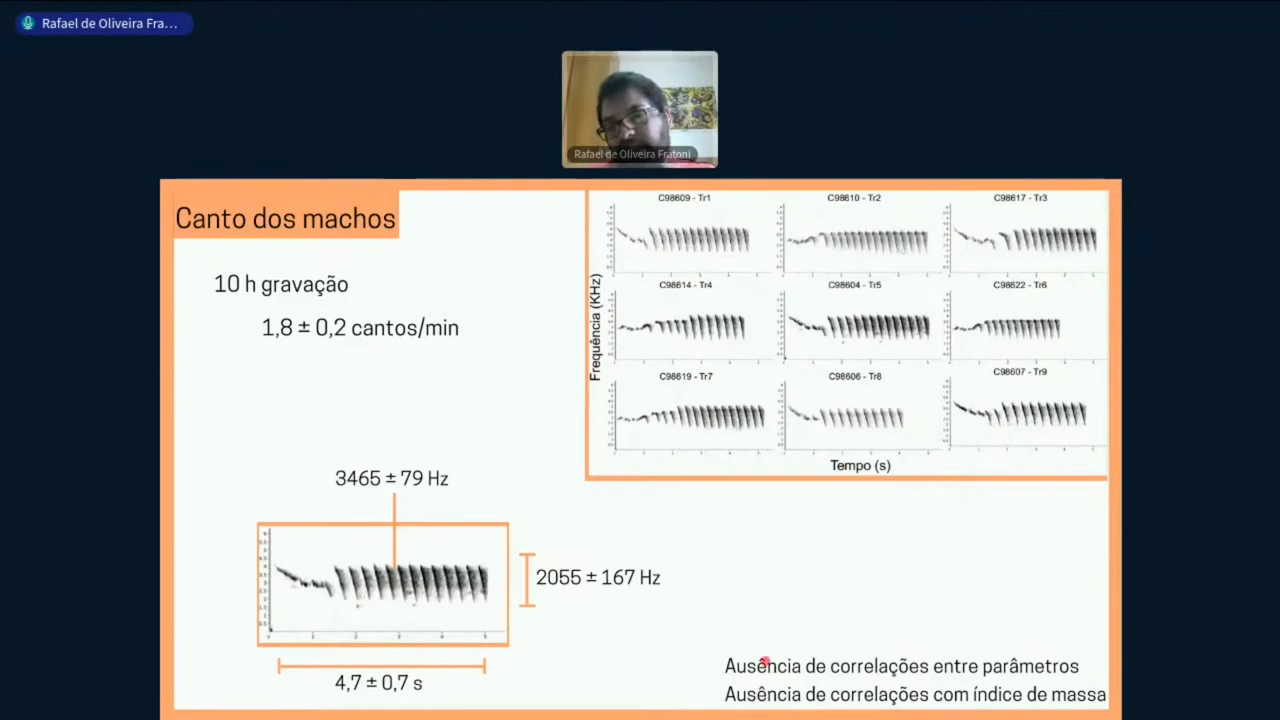 Rafael de Oliveira Fra...
Rafael de Oliveira Fratoni
Canto dos machos
10 h gravação
1,8 ± 0,2 cantos/min
C98609 - Tr1
C98610 - Tr2
C98617 - Tr3
C98614 - Tr4
C98604 - Tr5
C98622 - Tr6
C98619 - Tr7
C98606 - Tr8
C98607 - Tr9
Frequência (KHz)
Tempo (s)
3465 ± 79 Hz
2055 ± 167 Hz
4,7 ± 0,7 s
Ausência de correlações entre parâmetros
Ausência de correlações com índice de massa